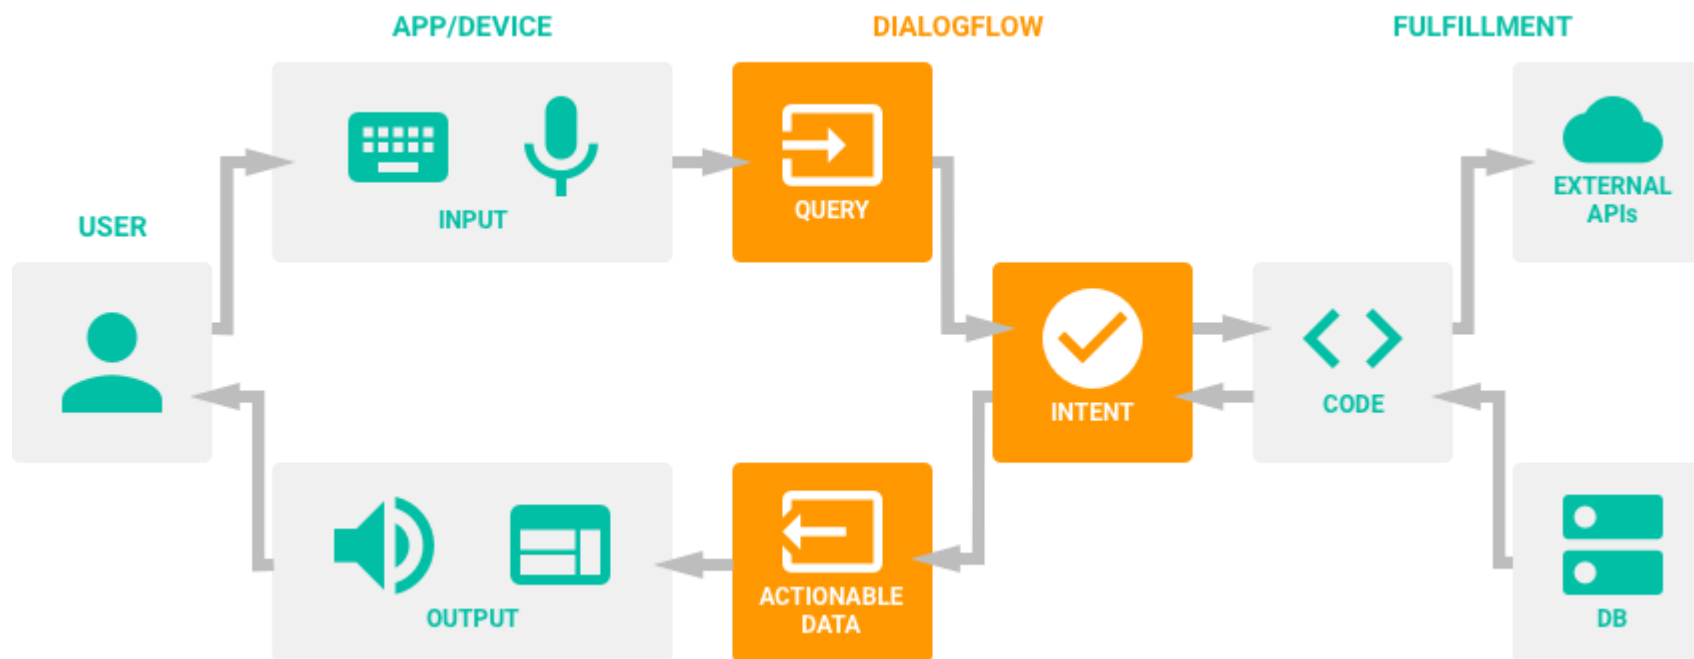 APP/DEVICE
DIALOGFLOW
FULFILLMENT
USER
INPUT
QUERY
EXTERNAL
APIs
INTENT
CODE
OUTPUT
ACTIONABLE
DATA
DB